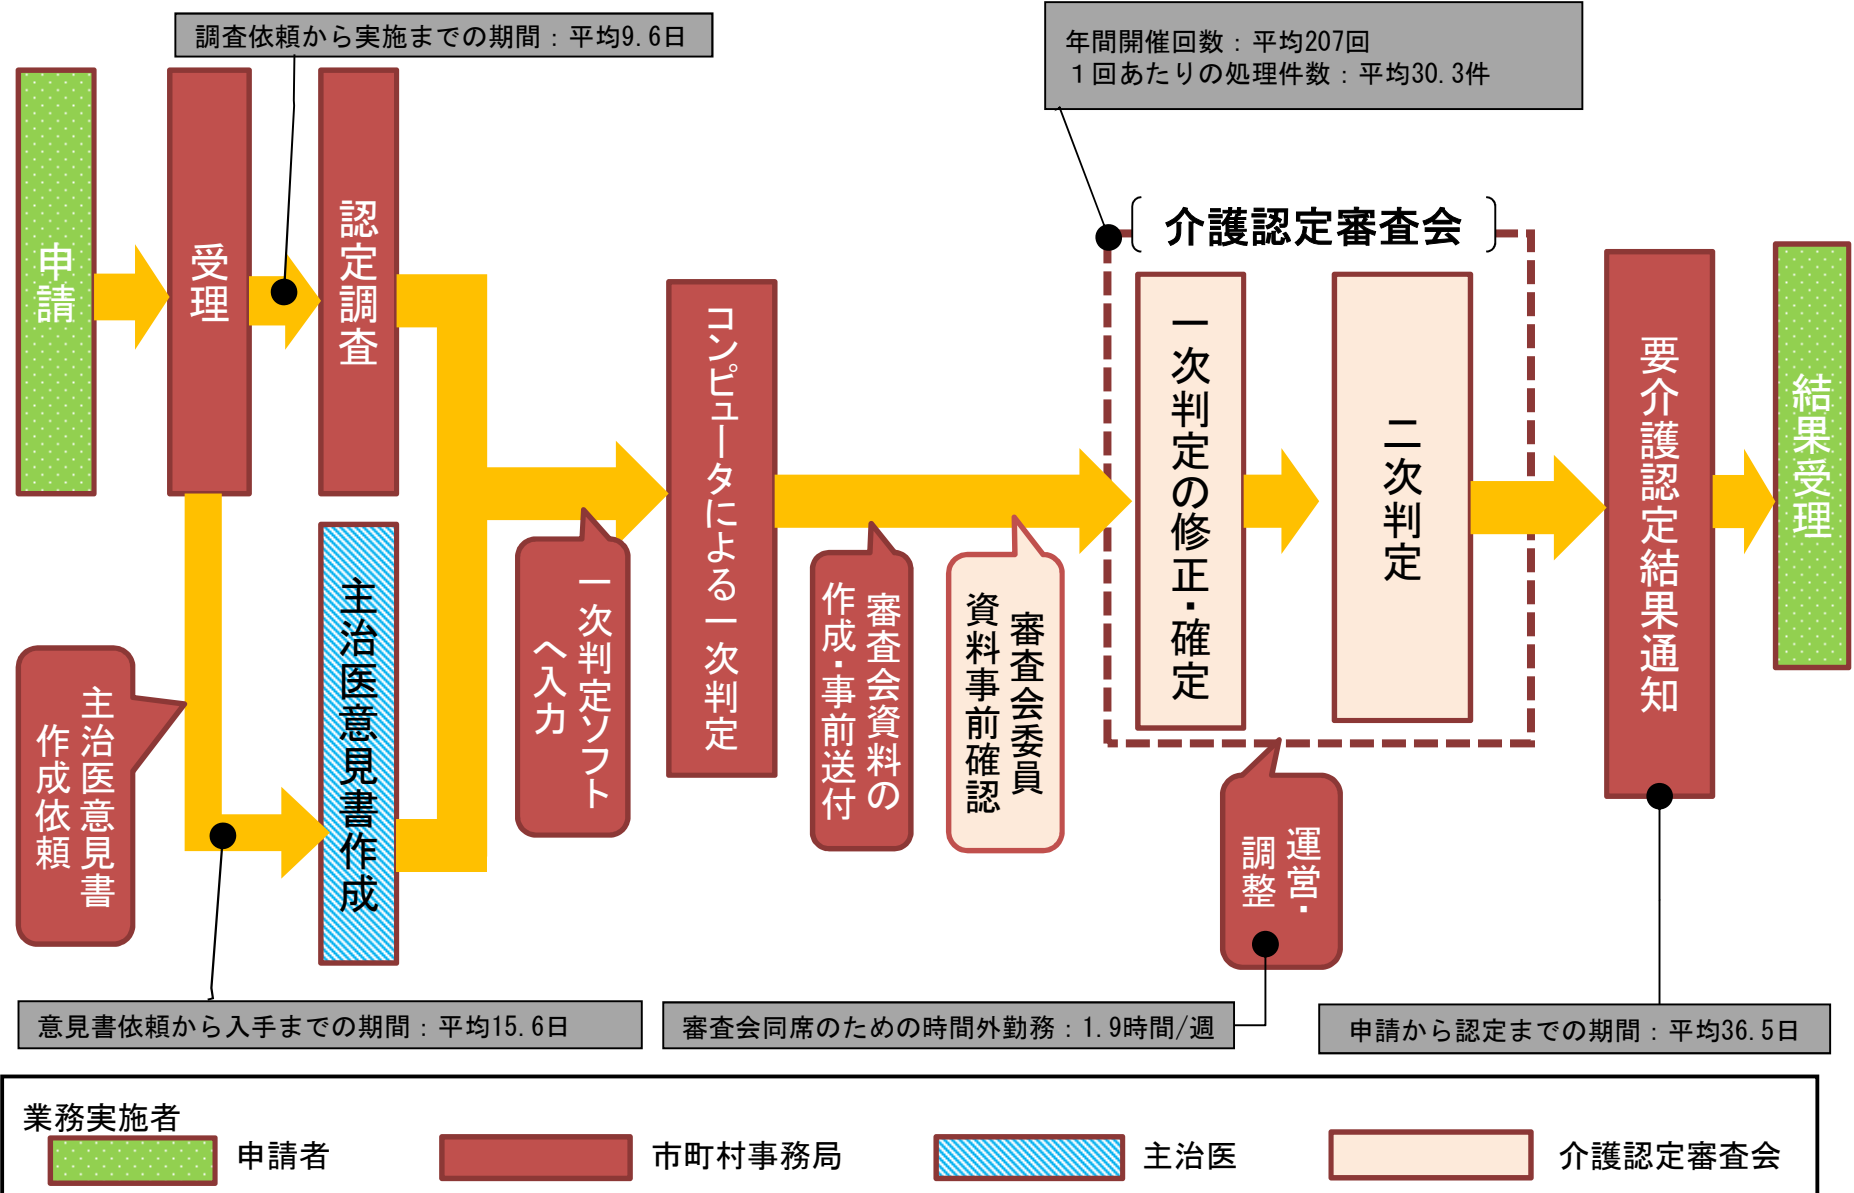 調査依頼から実施までの期間：平均9.6日
年間開催回数：平均207回
１回あたりの処理件数：平均30.3件
申請
受理
認定調査
主治医意見書
作成依頼
主治医意見書作成
一次判定ソフト
へ入力
コンピュータによる一次判定
審査会資料の
作成・事前送付
審査会委員
資料事前確認
介護認定審査会
一次判定の修正・確定
二次判定
運営・
調整
要介護認定結果通知
結果受理
意見書依頼から入手までの期間：平均15.6日
審査会同席のための時間外勤務：1.9時間/週
申請から認定までの期間：平均36.5日
業務実施者
申請者
市町村事務局
主治医
介護認定審査会